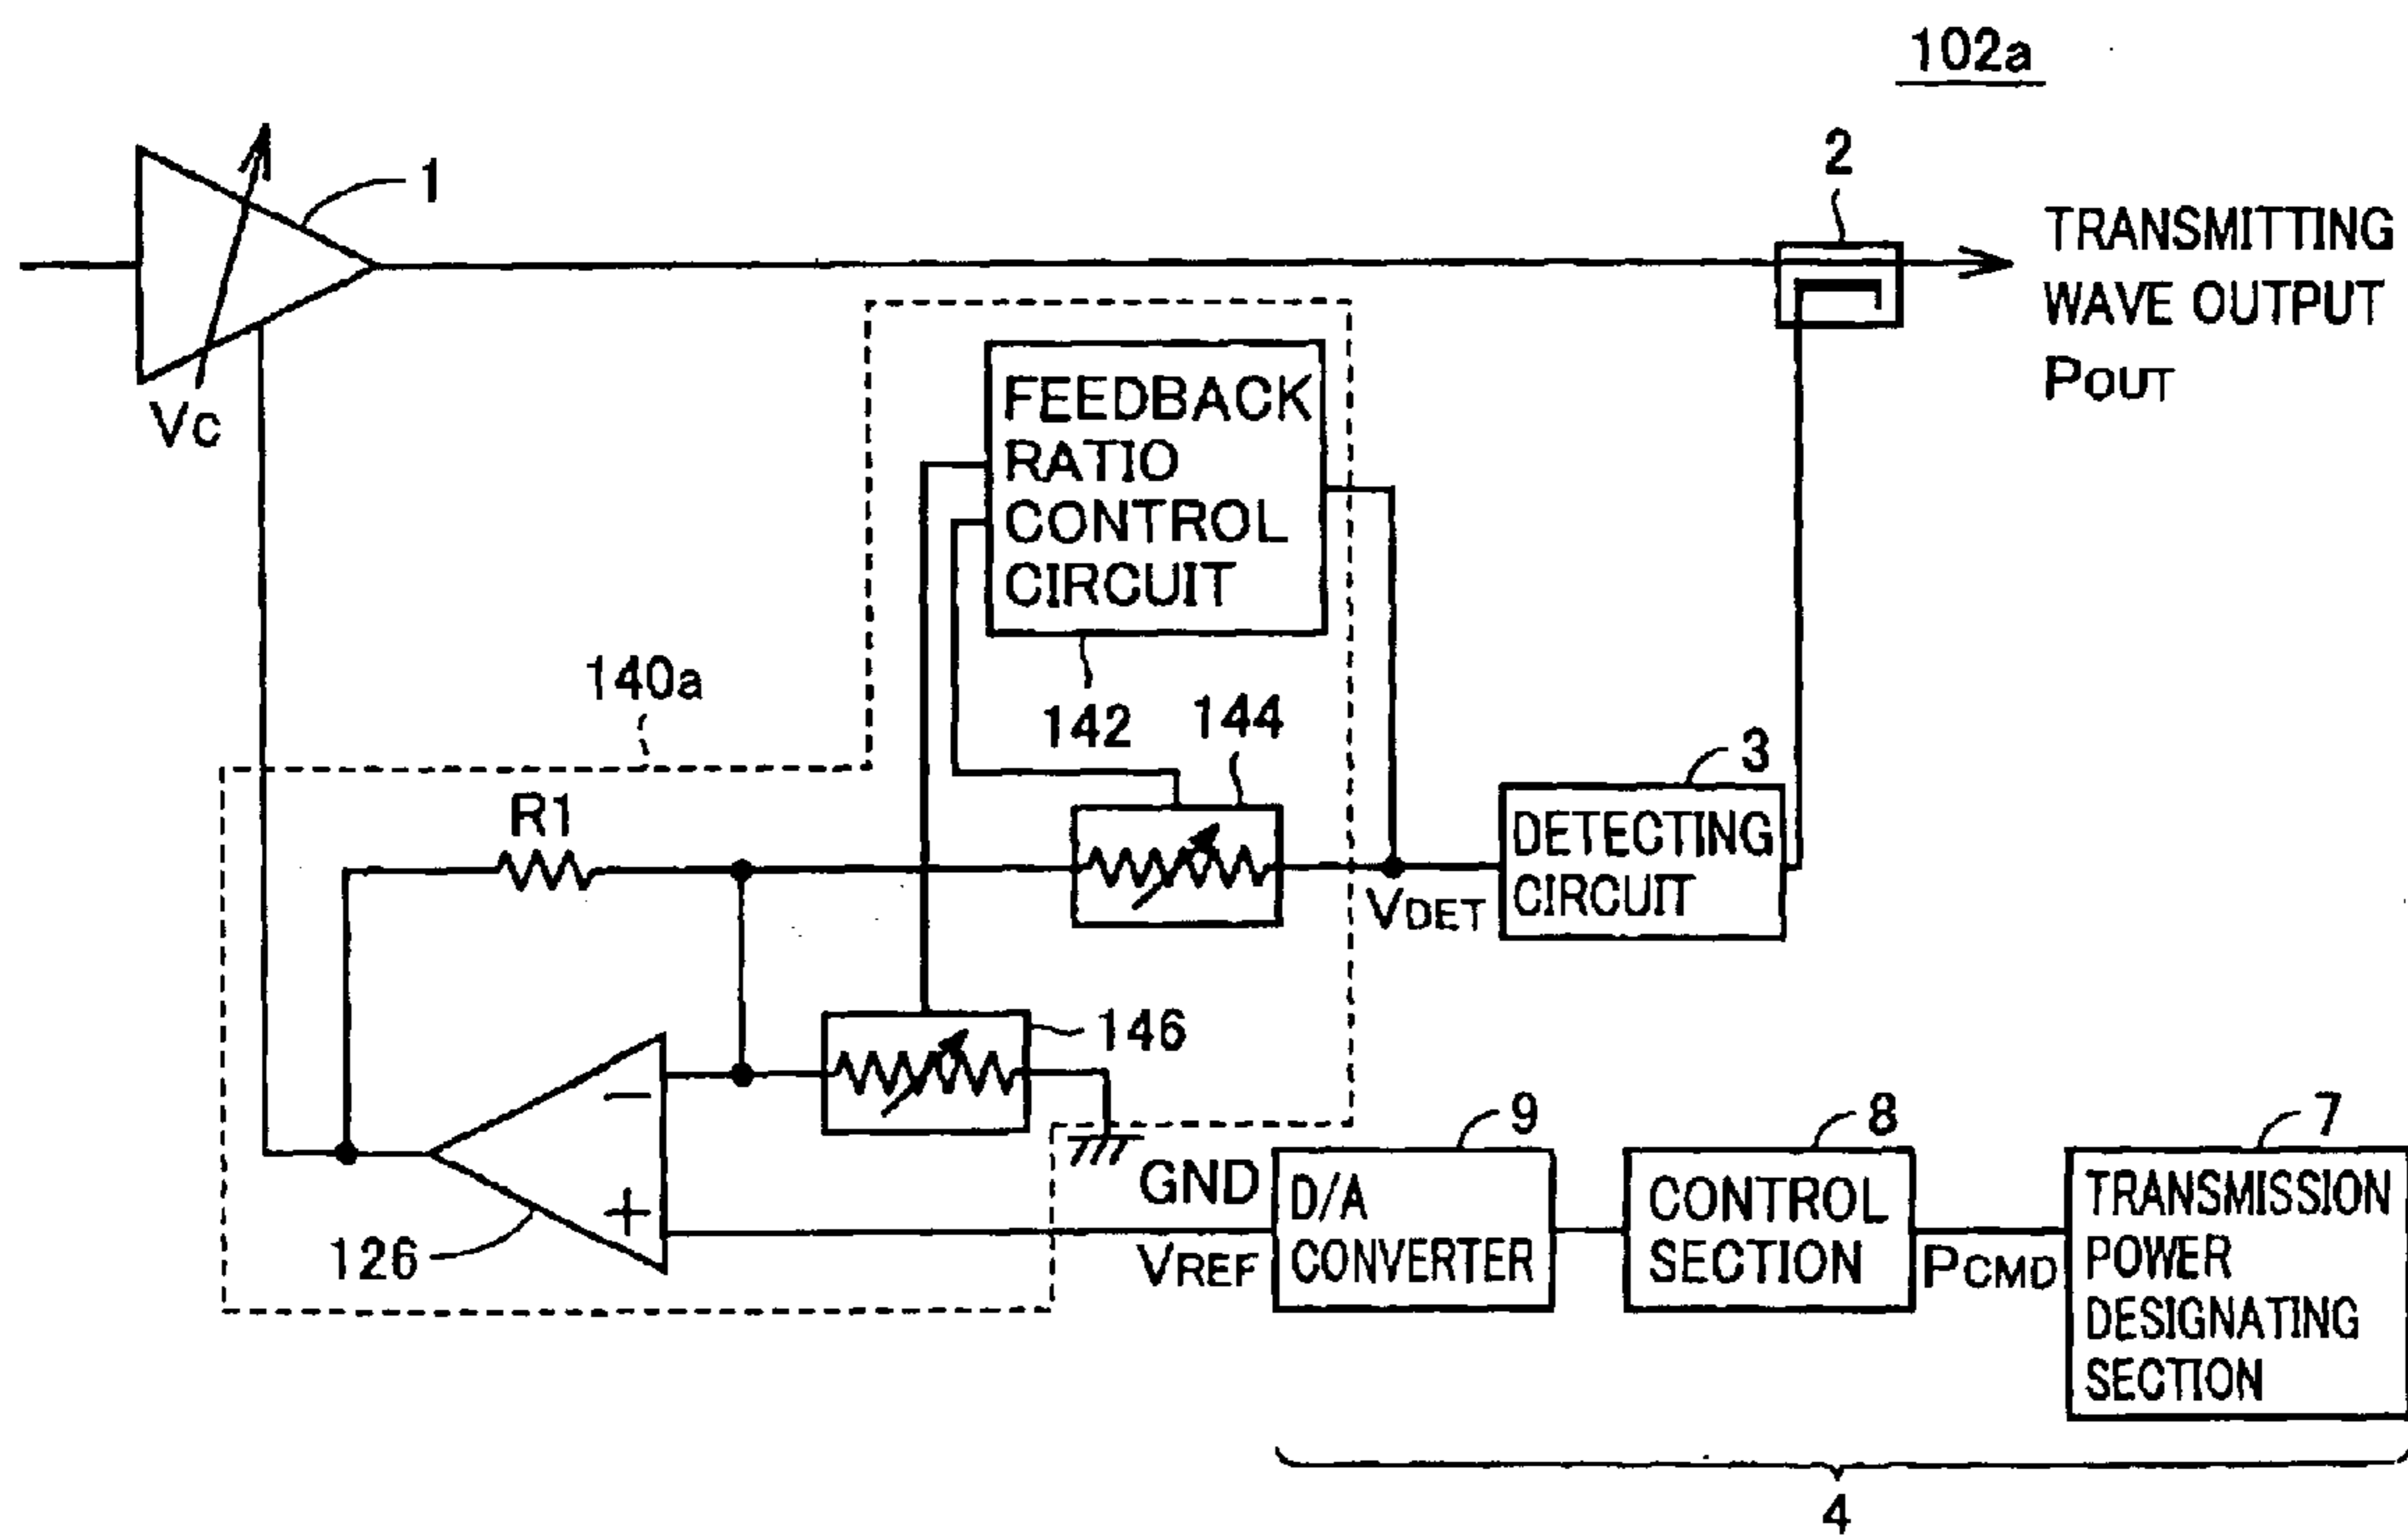 102a
1
2
TRANSMITTING
WAVE OUTPUT
POUT
VC
FEEDBACK
RATIO
CONTROL
CIRCUIT
140a
142
144
3
R1
DETECTING
CIRCUIT
VDET
146
−
+
126
GND
VREF
9
D/A
CONVERTER
8
CONTROL
SECTION
PCMD
7
TRANSMISSION
POWER
DESIGNATING
SECTION
4